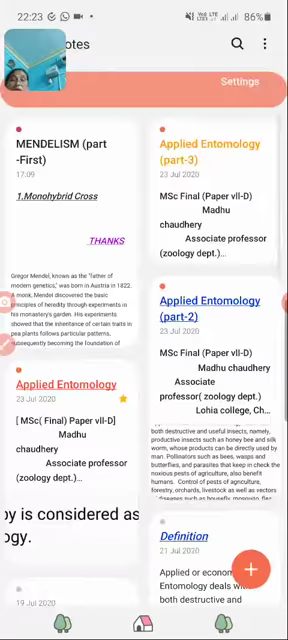 22:23
86%
otes
Settings
MENDELISM (part
-First)
17:09
1.Monohybrid Cross
THANKS
Gregor Mendel, known as the "father of
modern genetics," was born in Austria in 1822.
A monk, Mendel discovered the basic
principles of heredity through experiments in
his monastery's garden. His experiments
showed that the inheritance of certain traits in
pea plants follows particular patterns,
subsequently becoming the foundation of
Applied Entomology
23 Jul 2020
[ MSc( Final) Paper vll-D]
Madhu
chaudhery
Associate professor
(zoology dept.)...
oy is considered as
ogy.
19 Jul 2020
Applied Entomology
(part-3)
23 Jul 2020
MSc Final (Paper vll-D)
Madhu
chaudhery
Associate professor
(zoology dept.)...
Applied Entomology
(part-2)
23 Jul 2020
MSc Final (Paper vll-D)
Madhu chaudhery
Associate
professor( zoology dept.)
Lohia college, Ch...
both destructive and useful insects, namely,
productive insects such as honey bee and silk
worm, whose products can be directly used by
man. Pollinators such as bees, wasps and
butterflies, and parasites that keep in check the
noxious pests of agriculture, also benefit
humans. Control of pests of agriculture,
forestry, orchards, livestock as well as vectors
Definition
21 Jul 2020
Applied or econom
Entomology deals wi
both destructive and